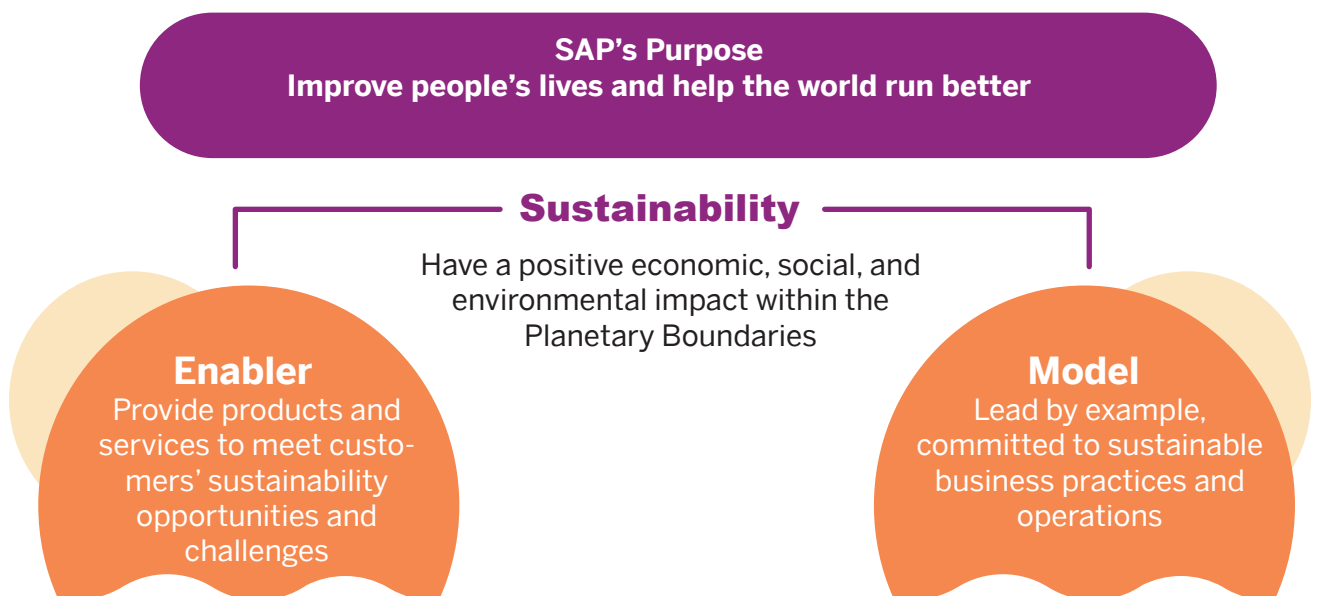 SAP’s Purpose
Improve people’s lives and help the world run better
Sustainability
Have a positive economic, social, and
environmental impact within the
Planetary Boundaries
Enabler
Provide products and
services to meet custo-
mers’ sustainability
opportunities and
challenges
Model
Lead by example,
committed to sustainable
business practices and
operations